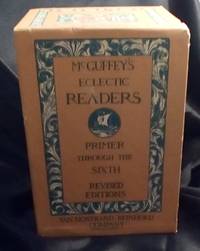 McGUFFEY'S
ECLECTIC
READERS
PRIMER
THROUGH THE
SIXTH
REVISED
EDITIONS
VAN NOSTRAND REINHOLD
COMPANY